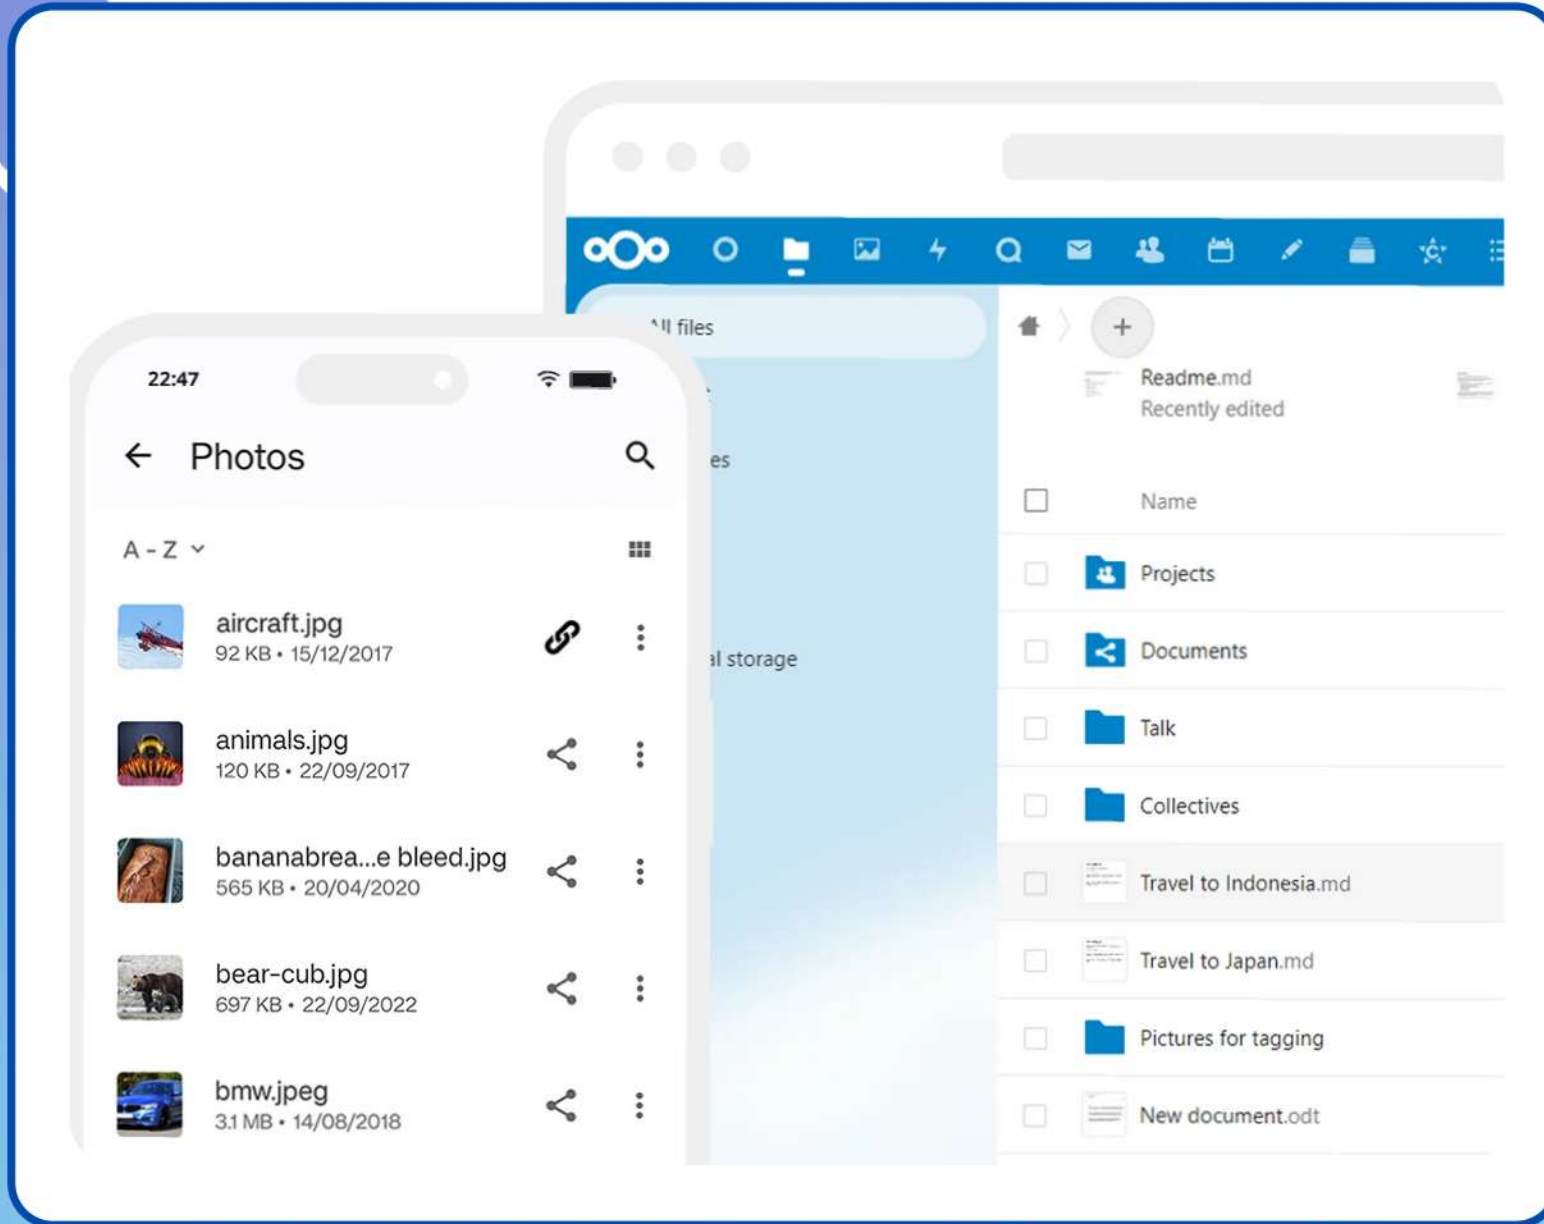 22:47
Photos
A - Z
aircraft.jpg
92 KB • 15/12/2017
animals.jpg
120 KB • 22/09/2017
bananabrea...e bleed.jpg
565 KB • 20/04/2020
bear-cub.jpg
697 KB • 22/09/2022
bmw.jpeg
3.1 MB • 14/08/2018
All files
es
al storage
Readme.md
Recently edited
Name
Projects
Documents
Talk
Collectives
Travel to Indonesia.md
Travel to Japan.md
Pictures for tagging
New document.odt